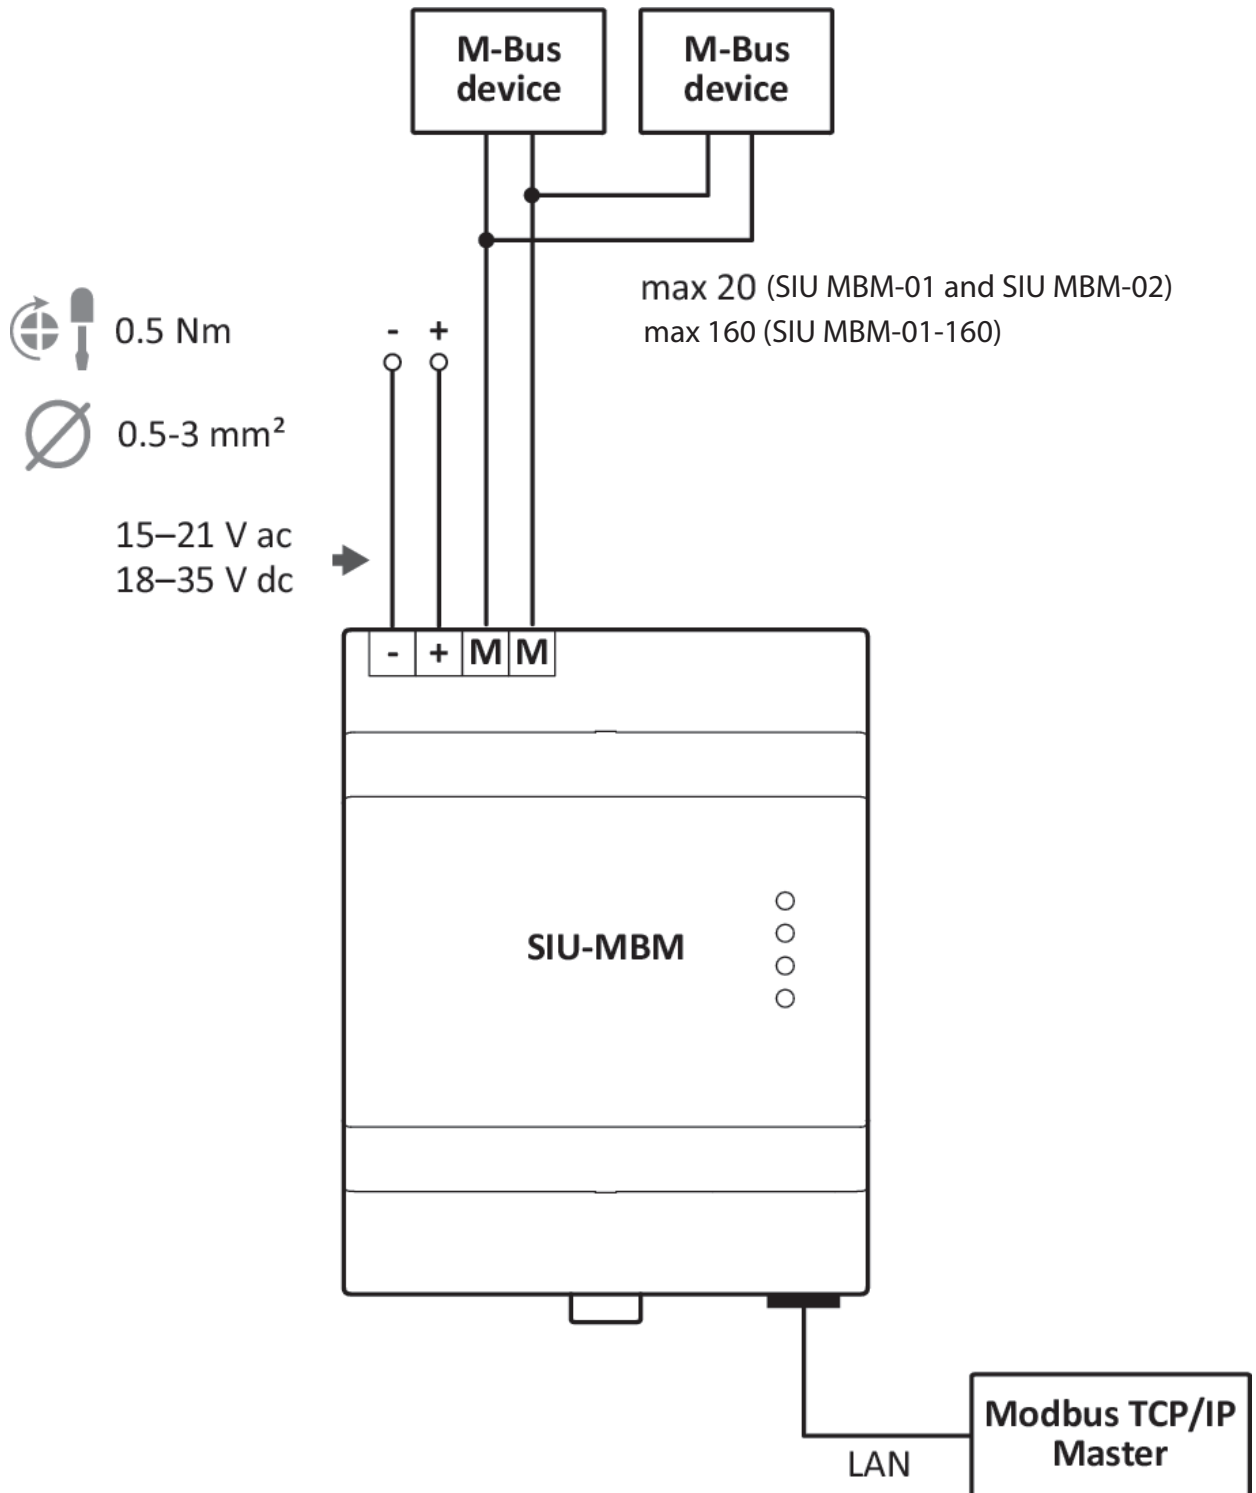 M-Bus
device
M-Bus
device
max 20 (SIU MBM-01 and SIU MBM-02)
max 160 (SIU MBM-01-160)
0.5 Nm
- +
0.5-3 mm²
15–21 V ac
18–35 V dc
- + M M
SIU-MBM
Modbus TCP/IP
Master
LAN